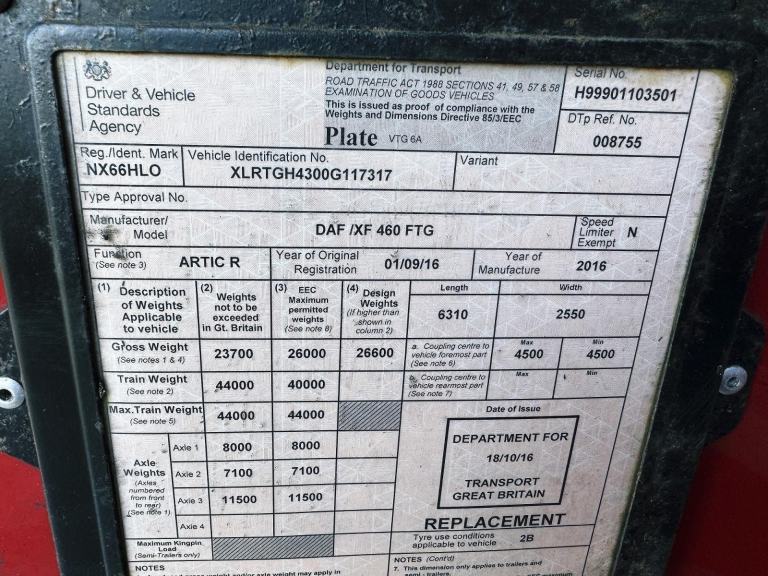 Driver & Vehicle
Standards
Agency
Department for Transport
ROAD TRAFFIC ACT 1988 SECTIONS 41, 49, 57 & 58
EXAMINATION OF GOODS VEHICLES
This is issued as proof of compliance with the
Weights and Dimensions Directive 85/3/EEC
Plate VTG 6A
Serial No.
H99901103501
DTp Ref. No.
008755
Reg./Ident. Mark
NX66HLO
Vehicle Identification No.
XLRTGH4300G117317
Variant
Type Approval No.
Manufacturer/
Model
DAF /XF 460 FTG
Speed
Limiter
Exempt
N
Function
(See note 3)
ARTIC R
Year of Original
Registration
01/09/16
Year of
Manufacture
2016
(1) Description
of Weights
Applicable
to vehicle
(2) Weights
not to be
exceeded
in Gt. Britain
(3) EEC
Maximum
permitted
weights
(See note 8)
(4) Design
Weights
(If higher than
shown in
column 2)
Length
6310
Width
2550
Gross Weight
(See notes 1 & 4)
23700
26000
26600
a. Coupling centre to
vehicle foremost part
(See note 6)
Max
4500
Min
4500
Train Weight
(See note 2)
44000
40000
b. Coupling centre to
vehicle rearmost part
(See note 7)
Max
Min
Max. Train Weight
(See note 5)
44000
44000
Axle
Weights
(Axles
numbered
from front
to rear)
(See note 1)
Axle 1
8000
8000
Axle 2
7100
7100
Axle 3
11500
11500
Axle 4
Date of Issue
DEPARTMENT FOR
18/10/16
TRANSPORT
GREAT BRITAIN
REPLACEMENT
Maximum Kingpin
Load
(Semi-Trailers only)
Tyre use conditions
applicable to vehicle
2B
NOTES
NOTES (Cont'd)
7. This dimension only applies to trailers and